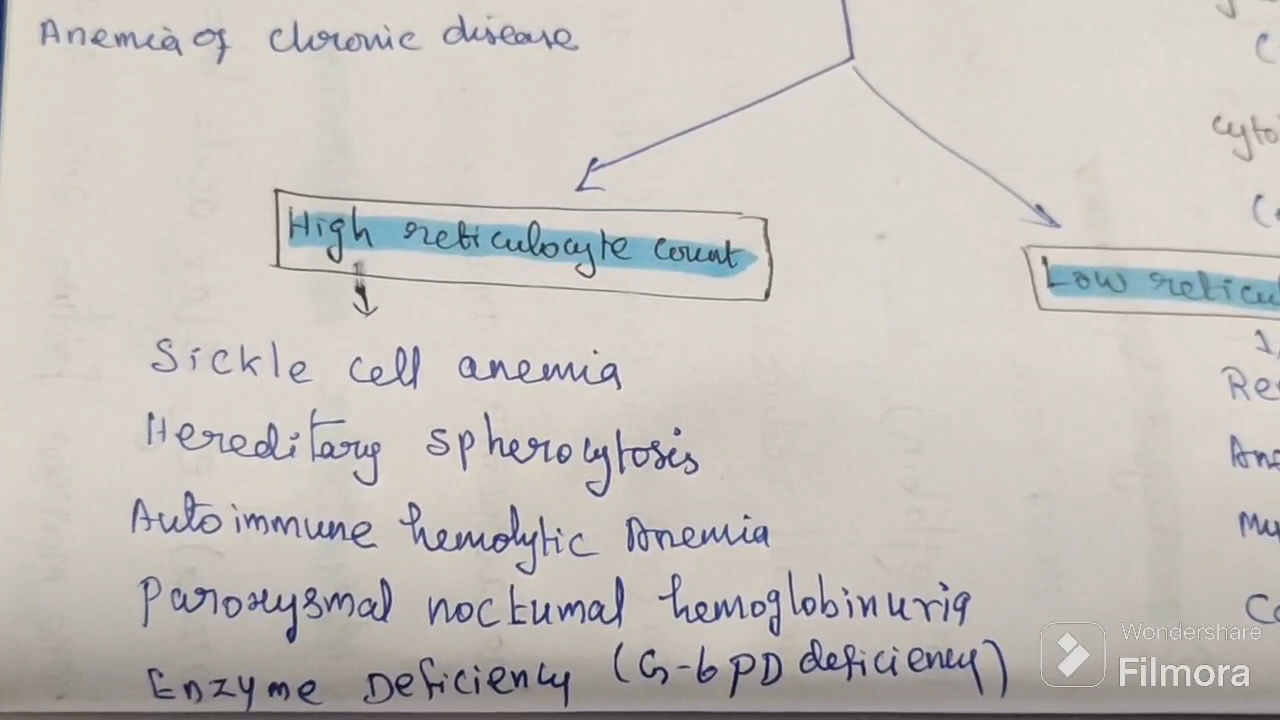 Anemia of chronic disease
High reticulocyte count
Low reticu
Sickle cell anemia
Hereditary spherocytosis
Autoimmune hemolytic Anemia
Paroxysmal nocturnal hemoglobinuria
Enzyme Deficiency (G-6PD deficiency)
Wondershare
Filmora